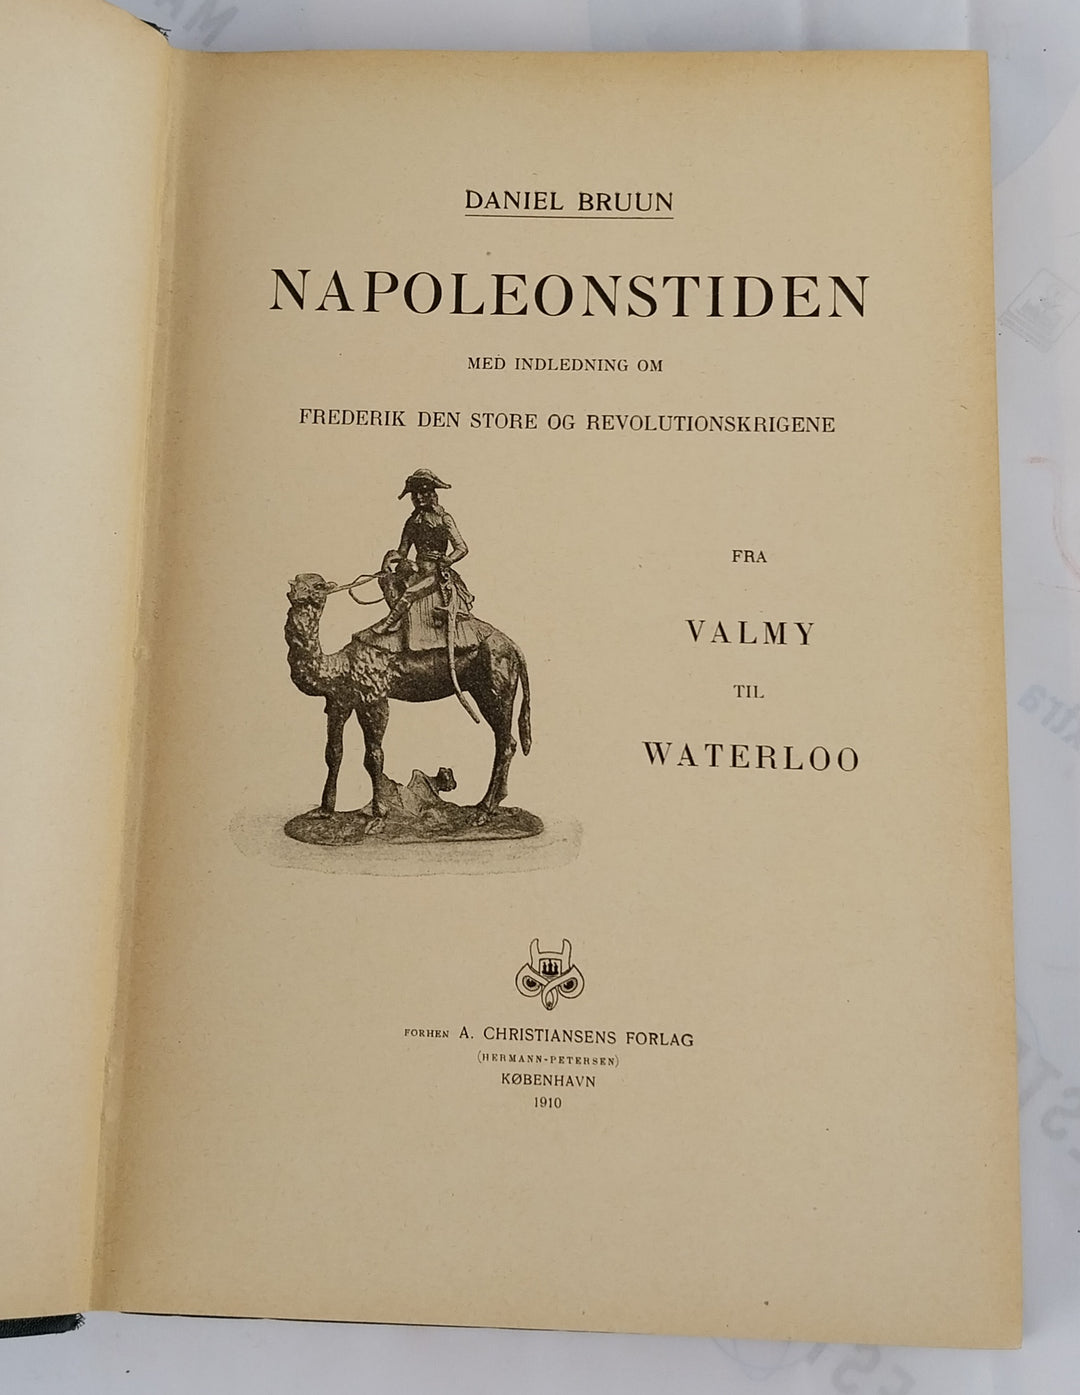 DANIEL BRUUN
NAPOLEONSTIDEN
MED INDLEDNING OM
FREDERIK DEN STORE OG REVOLUTIONSKRIGENE
FRA
VALMY
TIL
WATERLOO
FORHEN A. CHRISTIANSENS FORLAG
(HERMANN-PETERSEN)
KØBENHAVN
1910